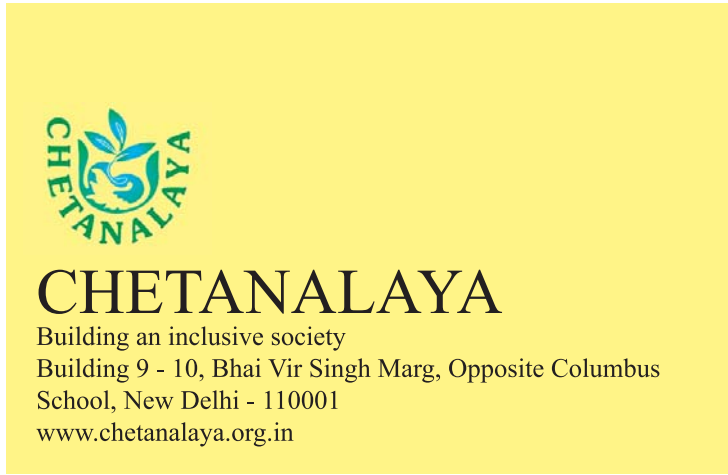 CHETANALAYA
CHETANALAYA
Building an inclusive society
Building 9 - 10, Bhai Vir Singh Marg, Opposite Columbus
School, New Delhi - 110001
www.chetanalaya.org.in